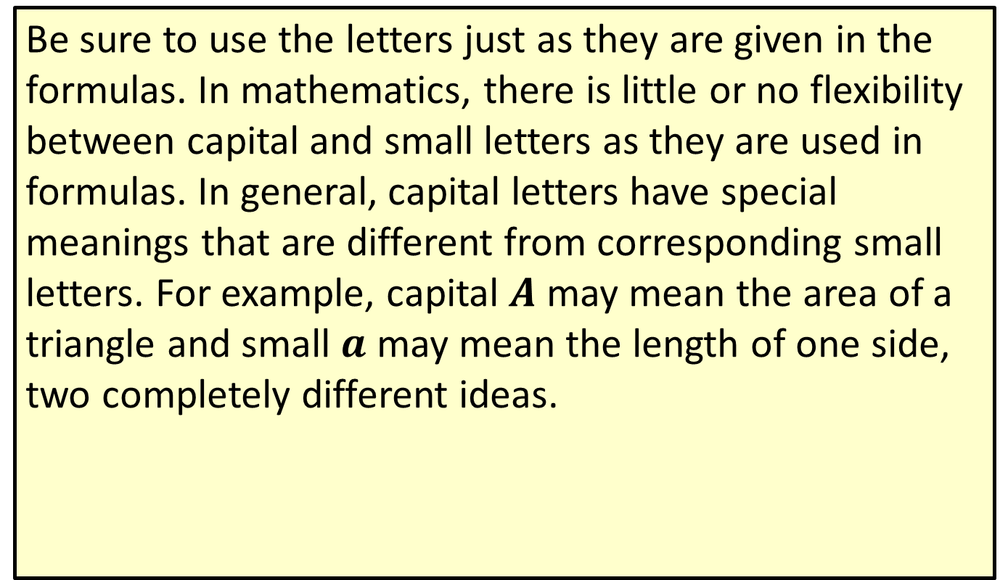 Be sure to use the letters just as they are given in the
formulas. In mathematics, there is little or no flexibility
between capital and small letters as they are used in
formulas. In general, capital letters have special
meanings that are different from corresponding small
letters. For example, capital A may mean the area of a
triangle and small a may mean the length of one side,
two completely different ideas.